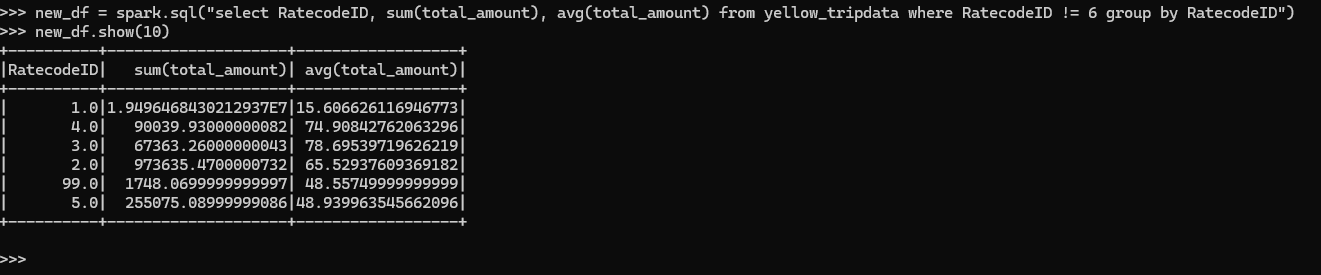 >>> new_df = spark.sql("select RatecodeID, sum(total_amount), avg(total_amount) from yellow_tripdata where RatecodeID != 6 group by RatecodeID")
>>> new_df.show(10)
+----------+--------------------+------------------+
|RatecodeID|   sum(total_amount)| avg(total_amount)|
+----------+--------------------+------------------+
|       1.0|1.9496468430212937E7|15.606626116946773|
|       4.0|   90039.93000000082| 74.90842762063296|
|       3.0|   67363.26000000043| 78.69539719626219|
|       2.0|   973635.4700000732| 65.52937609369182|
|      99.0|  1748.0699999999997| 48.55749999999999|
|       5.0|  255075.08999999086|48.939963545662096|
+----------+--------------------+------------------+
>>>